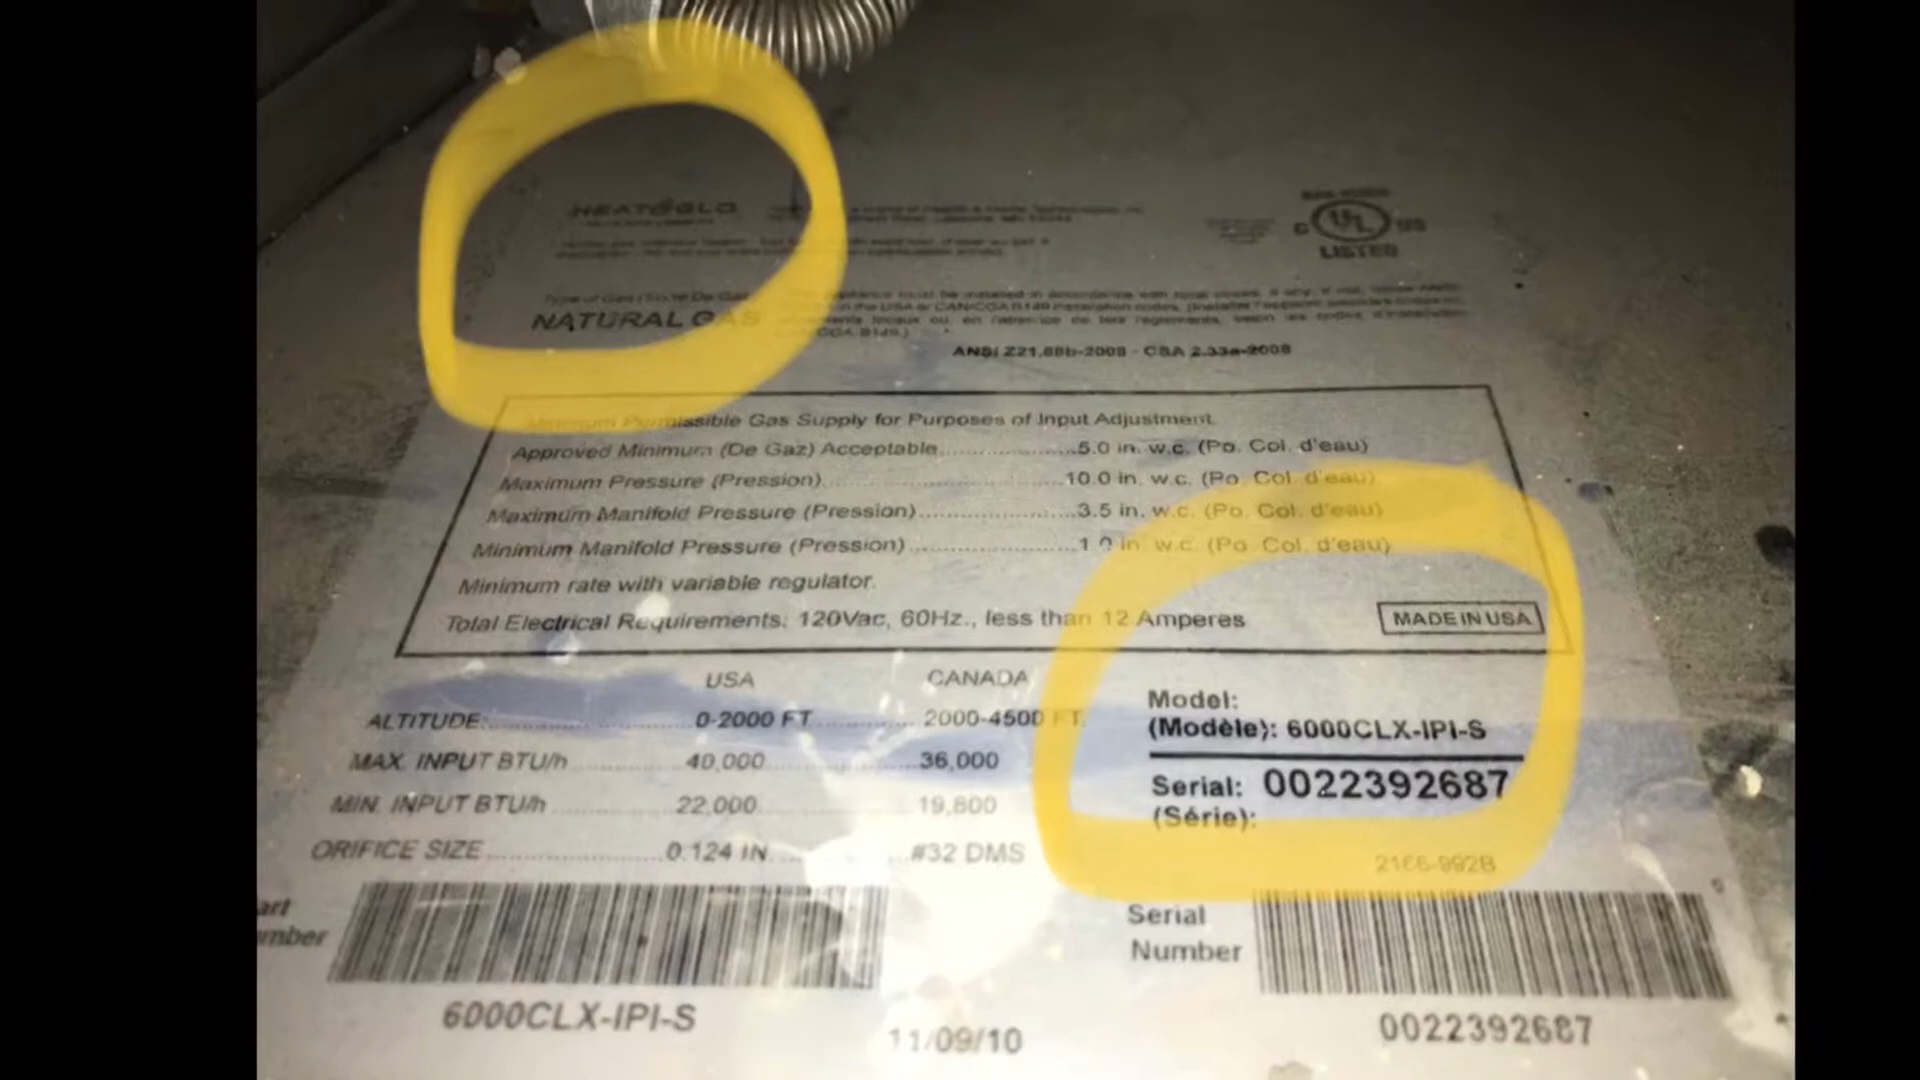 HEAT & GLO
UL
LISTED
NATURAL GAS
ANSI Z21.88b-2008 - CSA 2.33a-2008
Minimum Permissible Gas Supply for Purposes of Input Adjustment.
Approved Minimum (De Gaz) Acceptable..................5.0 in. w.c. (Po. Col. d'eau)
Maximum Pressure (Pression)..................10.0 in. w.c. (Po. Col. d'eau)
Maximum Manifold Pressure (Pression)..................3.5 in. w.c. (Po. Col. d'eau)
Minimum Manifold Pressure (Pression)..................1.0 in. w.c. (Po. Col. d'eau)
Minimum rate with variable regulator.
Total Electrical Requirements: 120Vac, 60Hz., less than 12 Amperes
MADE IN USA
USA CANADA
ALTITUDE: 0-2000 FT 2000-4500 FT.
MAX. INPUT BTU/h 40,000 36,000
MIN. INPUT BTU/h 22,000 19,800
ORIFICE SIZE 0.124 IN #32 DMS
Model:
(Modèle): 6000CLX-IPI-S
Serial: 0022392687
(Série):
2166-992B
6000CLX-IPI-S
11/09/10
Serial
Number
0022392687